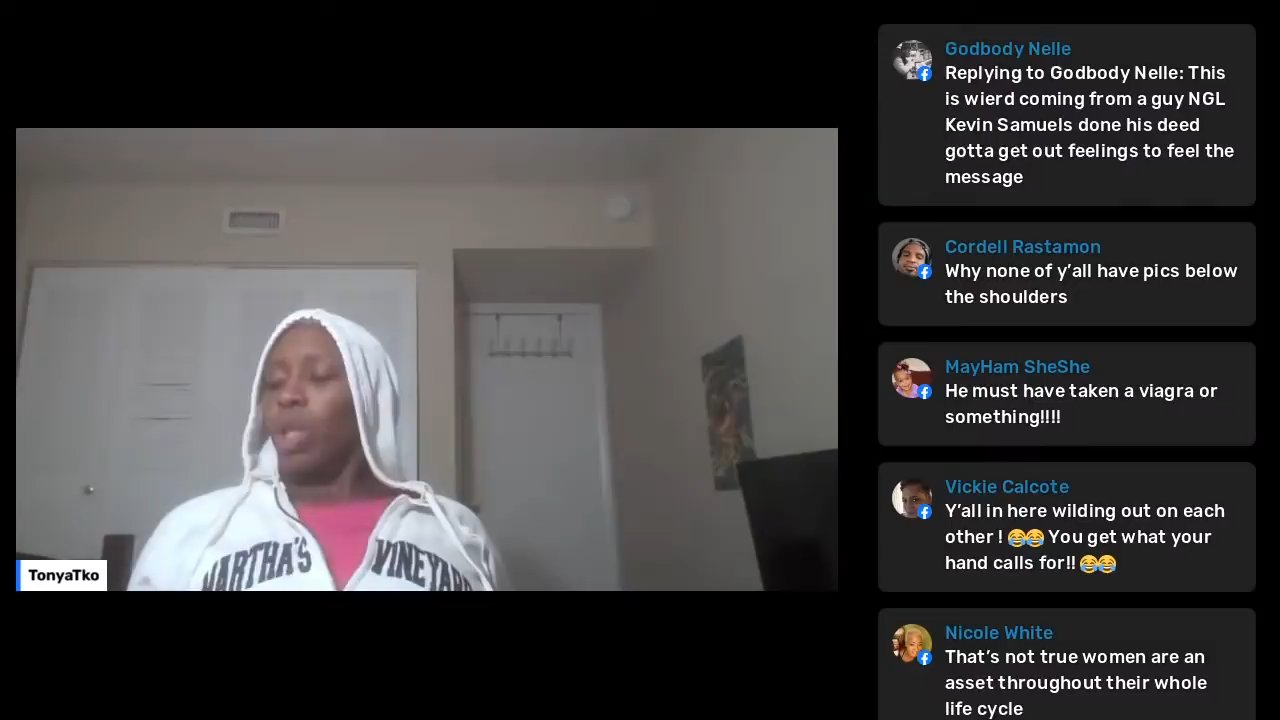 MARTHA'S VINEYARD
TonyaTko
Godbody Nelle
Replying to Godbody Nelle: This
is wierd coming from a guy NGL
Kevin Samuels done his deed
gotta get out feelings to feel the
message
Cordell Rastamon
Why none of y’all have pics below
the shoulders
MayHam SheShe
He must have taken a viagra or
something!!!!
Vickie Calcote
Y’all in here wilding out on each
other ! 😂😂 You get what your
hand calls for!! 😂😂
Nicole White
That’s not true women are an
asset throughout their whole
life cycle